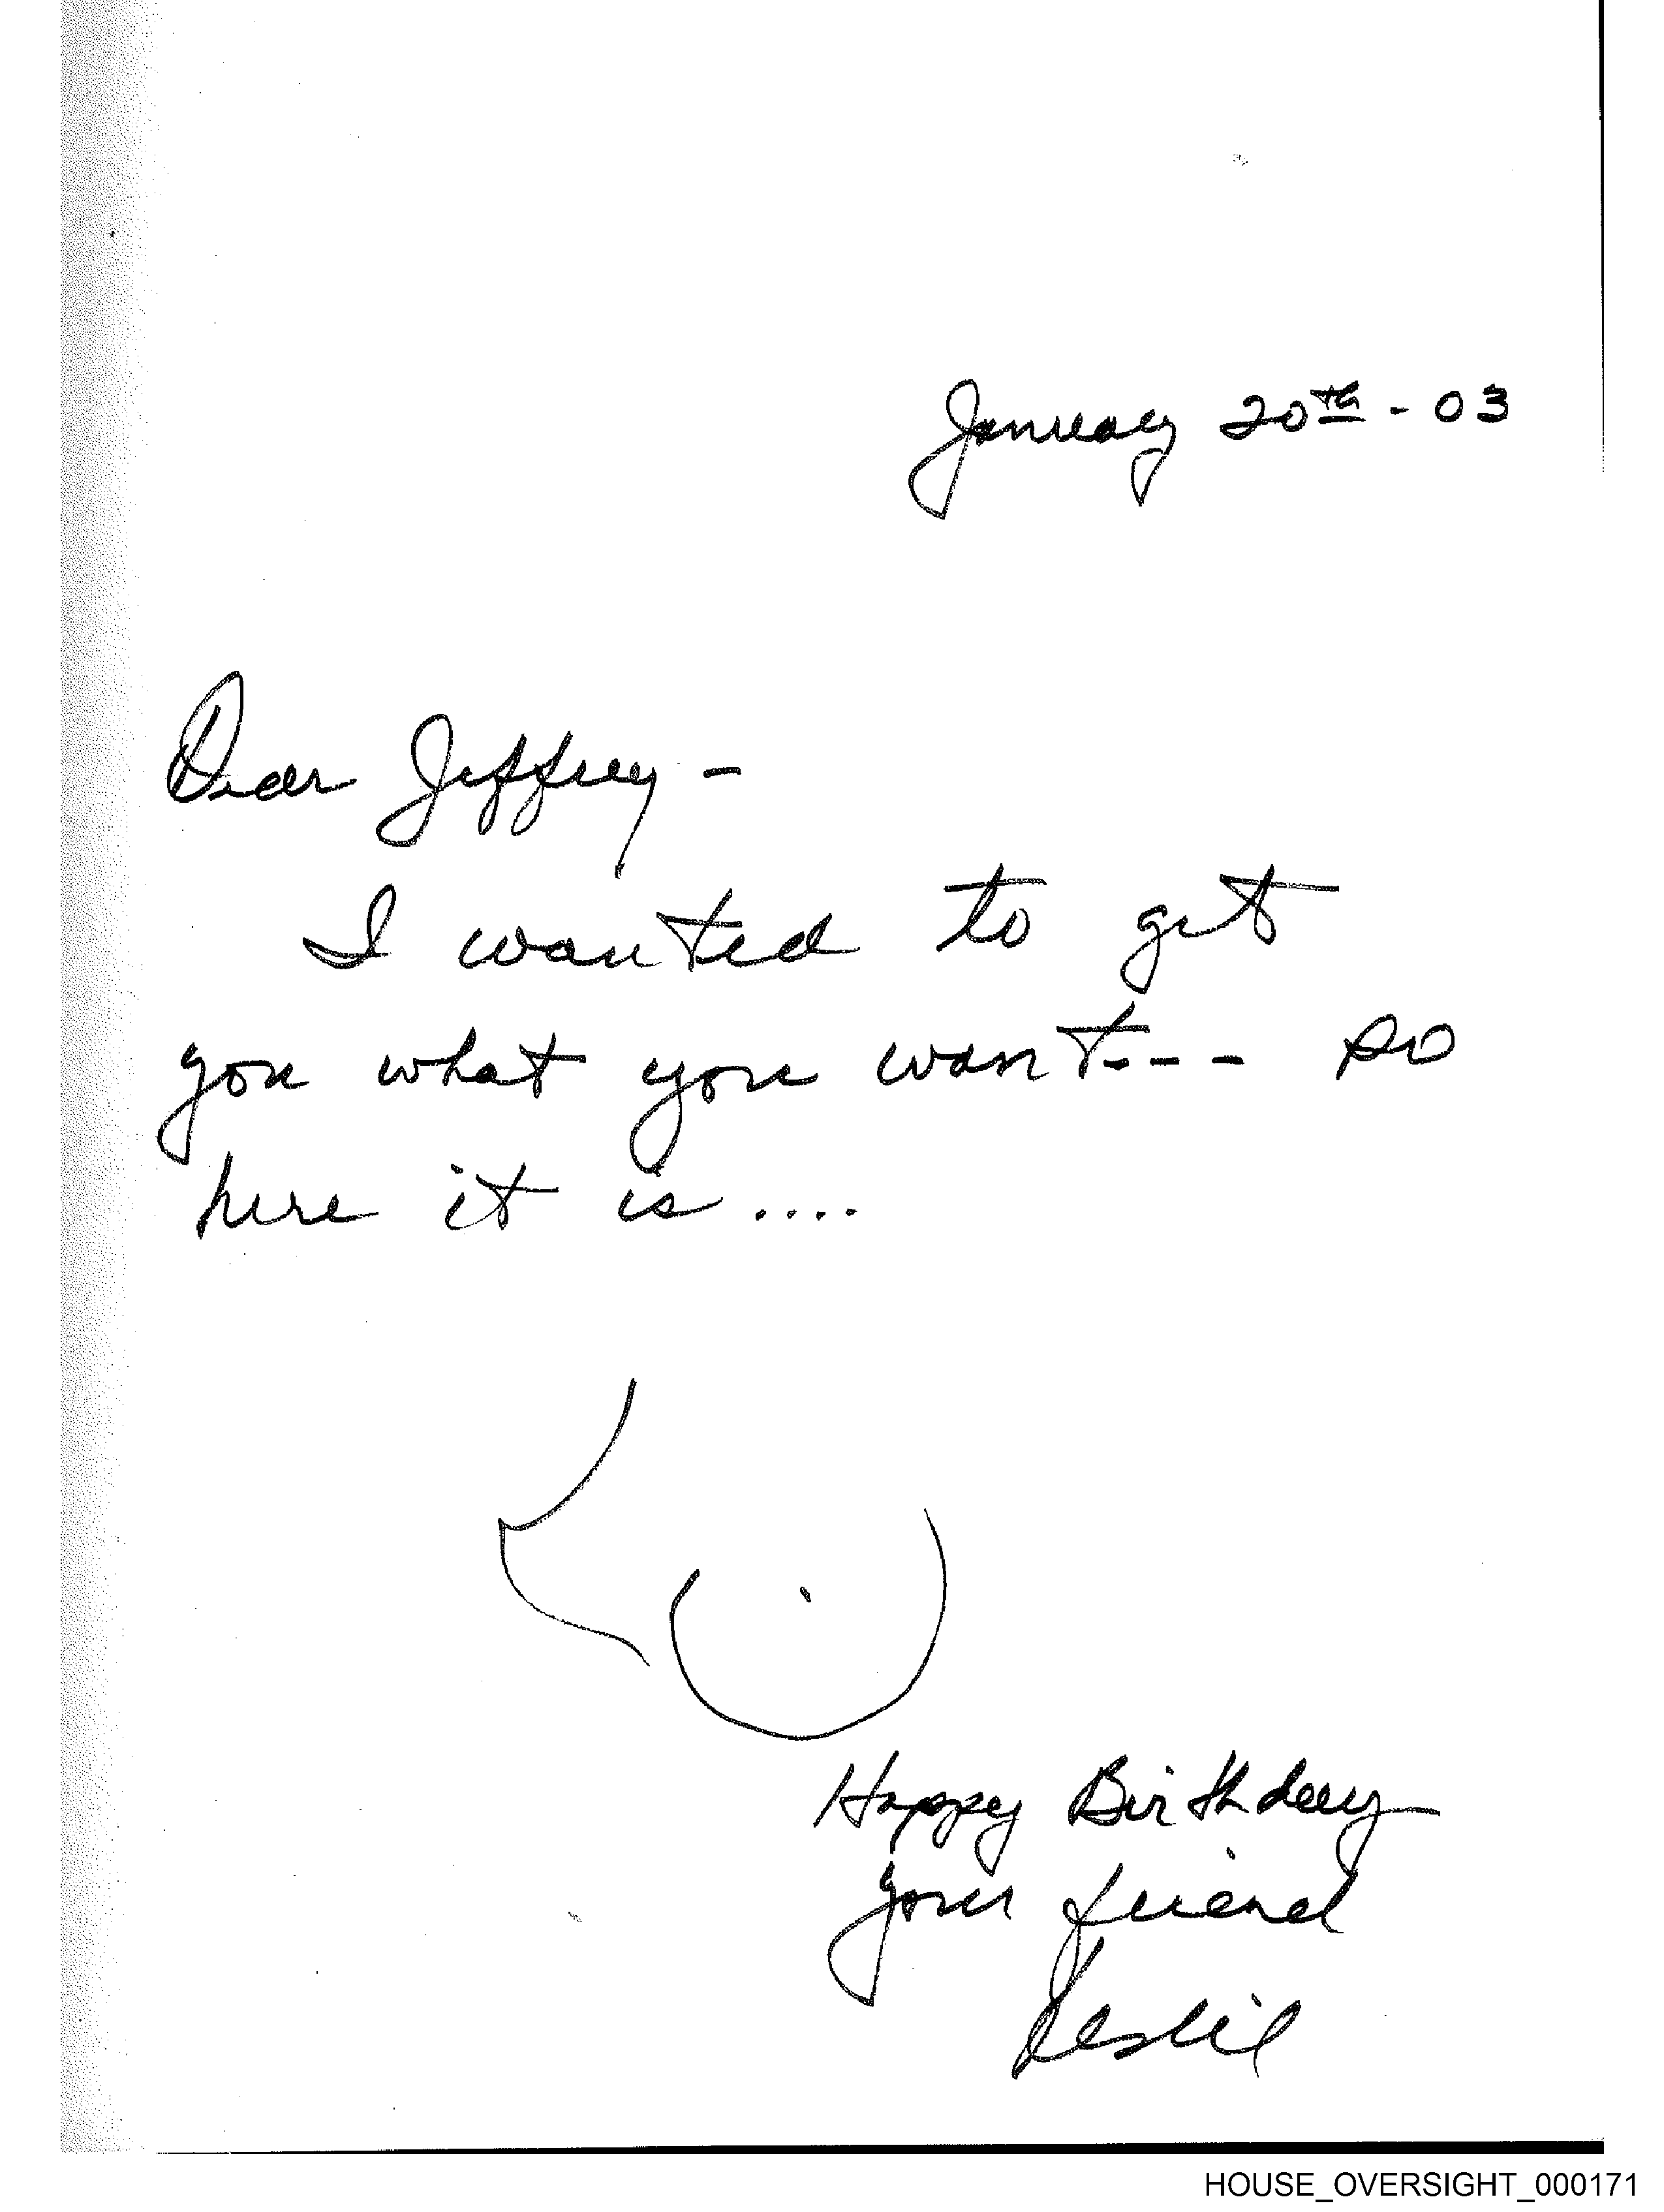 January 20th - 03
Dear Jeffrey -
I wanted to get
you what you want--- so
here it is ....
Happy Birthday
your friend
Leslie
HOUSE_OVERSIGHT_000171